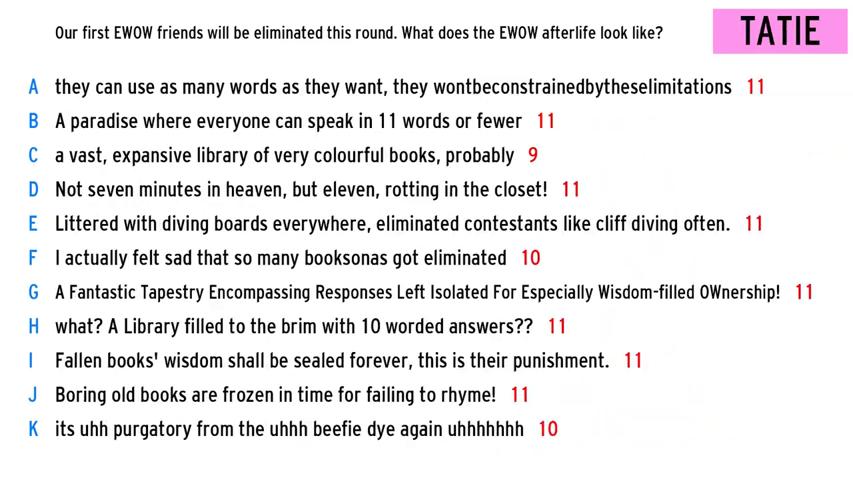 Our first EWOW friends will be eliminated this round. What does the EWOW afterlife look like?
TATIE
A they can use as many words as they want, they wontbeconstrainedbytheselimitations 11
B A paradise where everyone can speak in 11 words or fewer 11
C a vast, expansive library of very colourful books, probably 9
D Not seven minutes in heaven, but eleven, rotting in the closet! 11
E Littered with diving boards everywhere, eliminated contestants like cliff diving often. 11
F I actually felt sad that so many booksonas got eliminated 10
G A Fantastic Tapestry Encompassing Responses Left Isolated For Especially Wisdom-filled OWnership! 11
H what? A Library filled to the brim with 10 worded answers?? 11
I Fallen books' wisdom shall be sealed forever, this is their punishment. 11
J Boring old books are frozen in time for failing to rhyme! 11
K its uhh purgatory from the uhhh beefie dye again uhhhhhhh 10